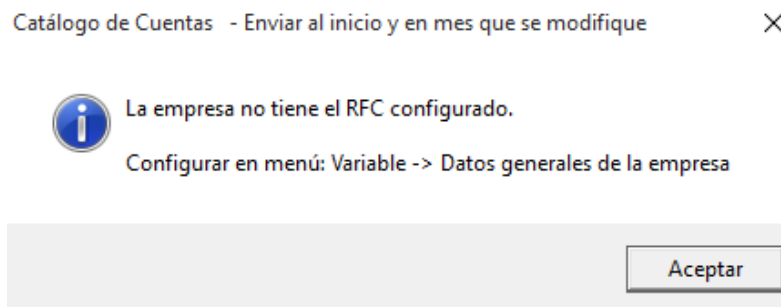 Catálogo de Cuentas - Enviar al inicio y en mes que se modifique
La empresa no tiene el RFC configurado.
Configurar en menú: Variable -> Datos generales de la empresa
Aceptar